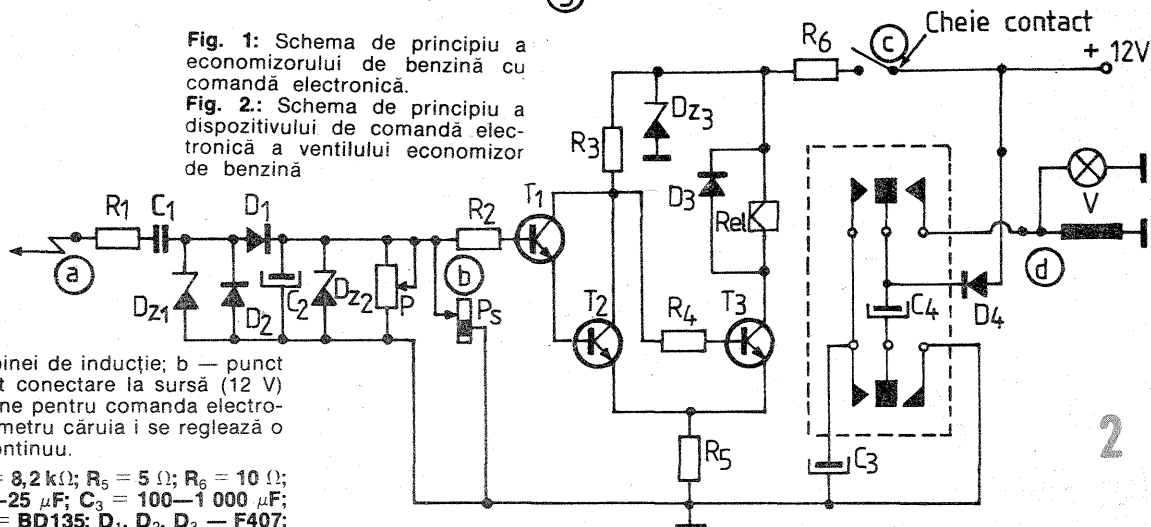 Fig. 1: Schema de principiu a
economizorului de benzină cu
comandă electronică.
Fig. 2.: Schema de principiu a
dispozitivului de comandă elec-
tronică a ventilului economizor
de benzină
R6
c
Cheie contact
+ 12V
R3
DZ3
D3
Rel
V
R1
C1
D1
R2
T1
a
b
d
DZ1
D2
C2
DZ2
P
PS
T2
R4
T3
C4
D4
R5
C3
2
inei de inducție; b — punct
t conectare la sursă (12 V)
ne pentru comanda electro-
metru căruia i se reglează o
ontinuu.
= 8,2 kΩ; R5 = 5 Ω; R6 = 10 Ω;
—25 μF; C3 = 100—1 000 μF;
= BD135; D1, D2, D3 — F407;